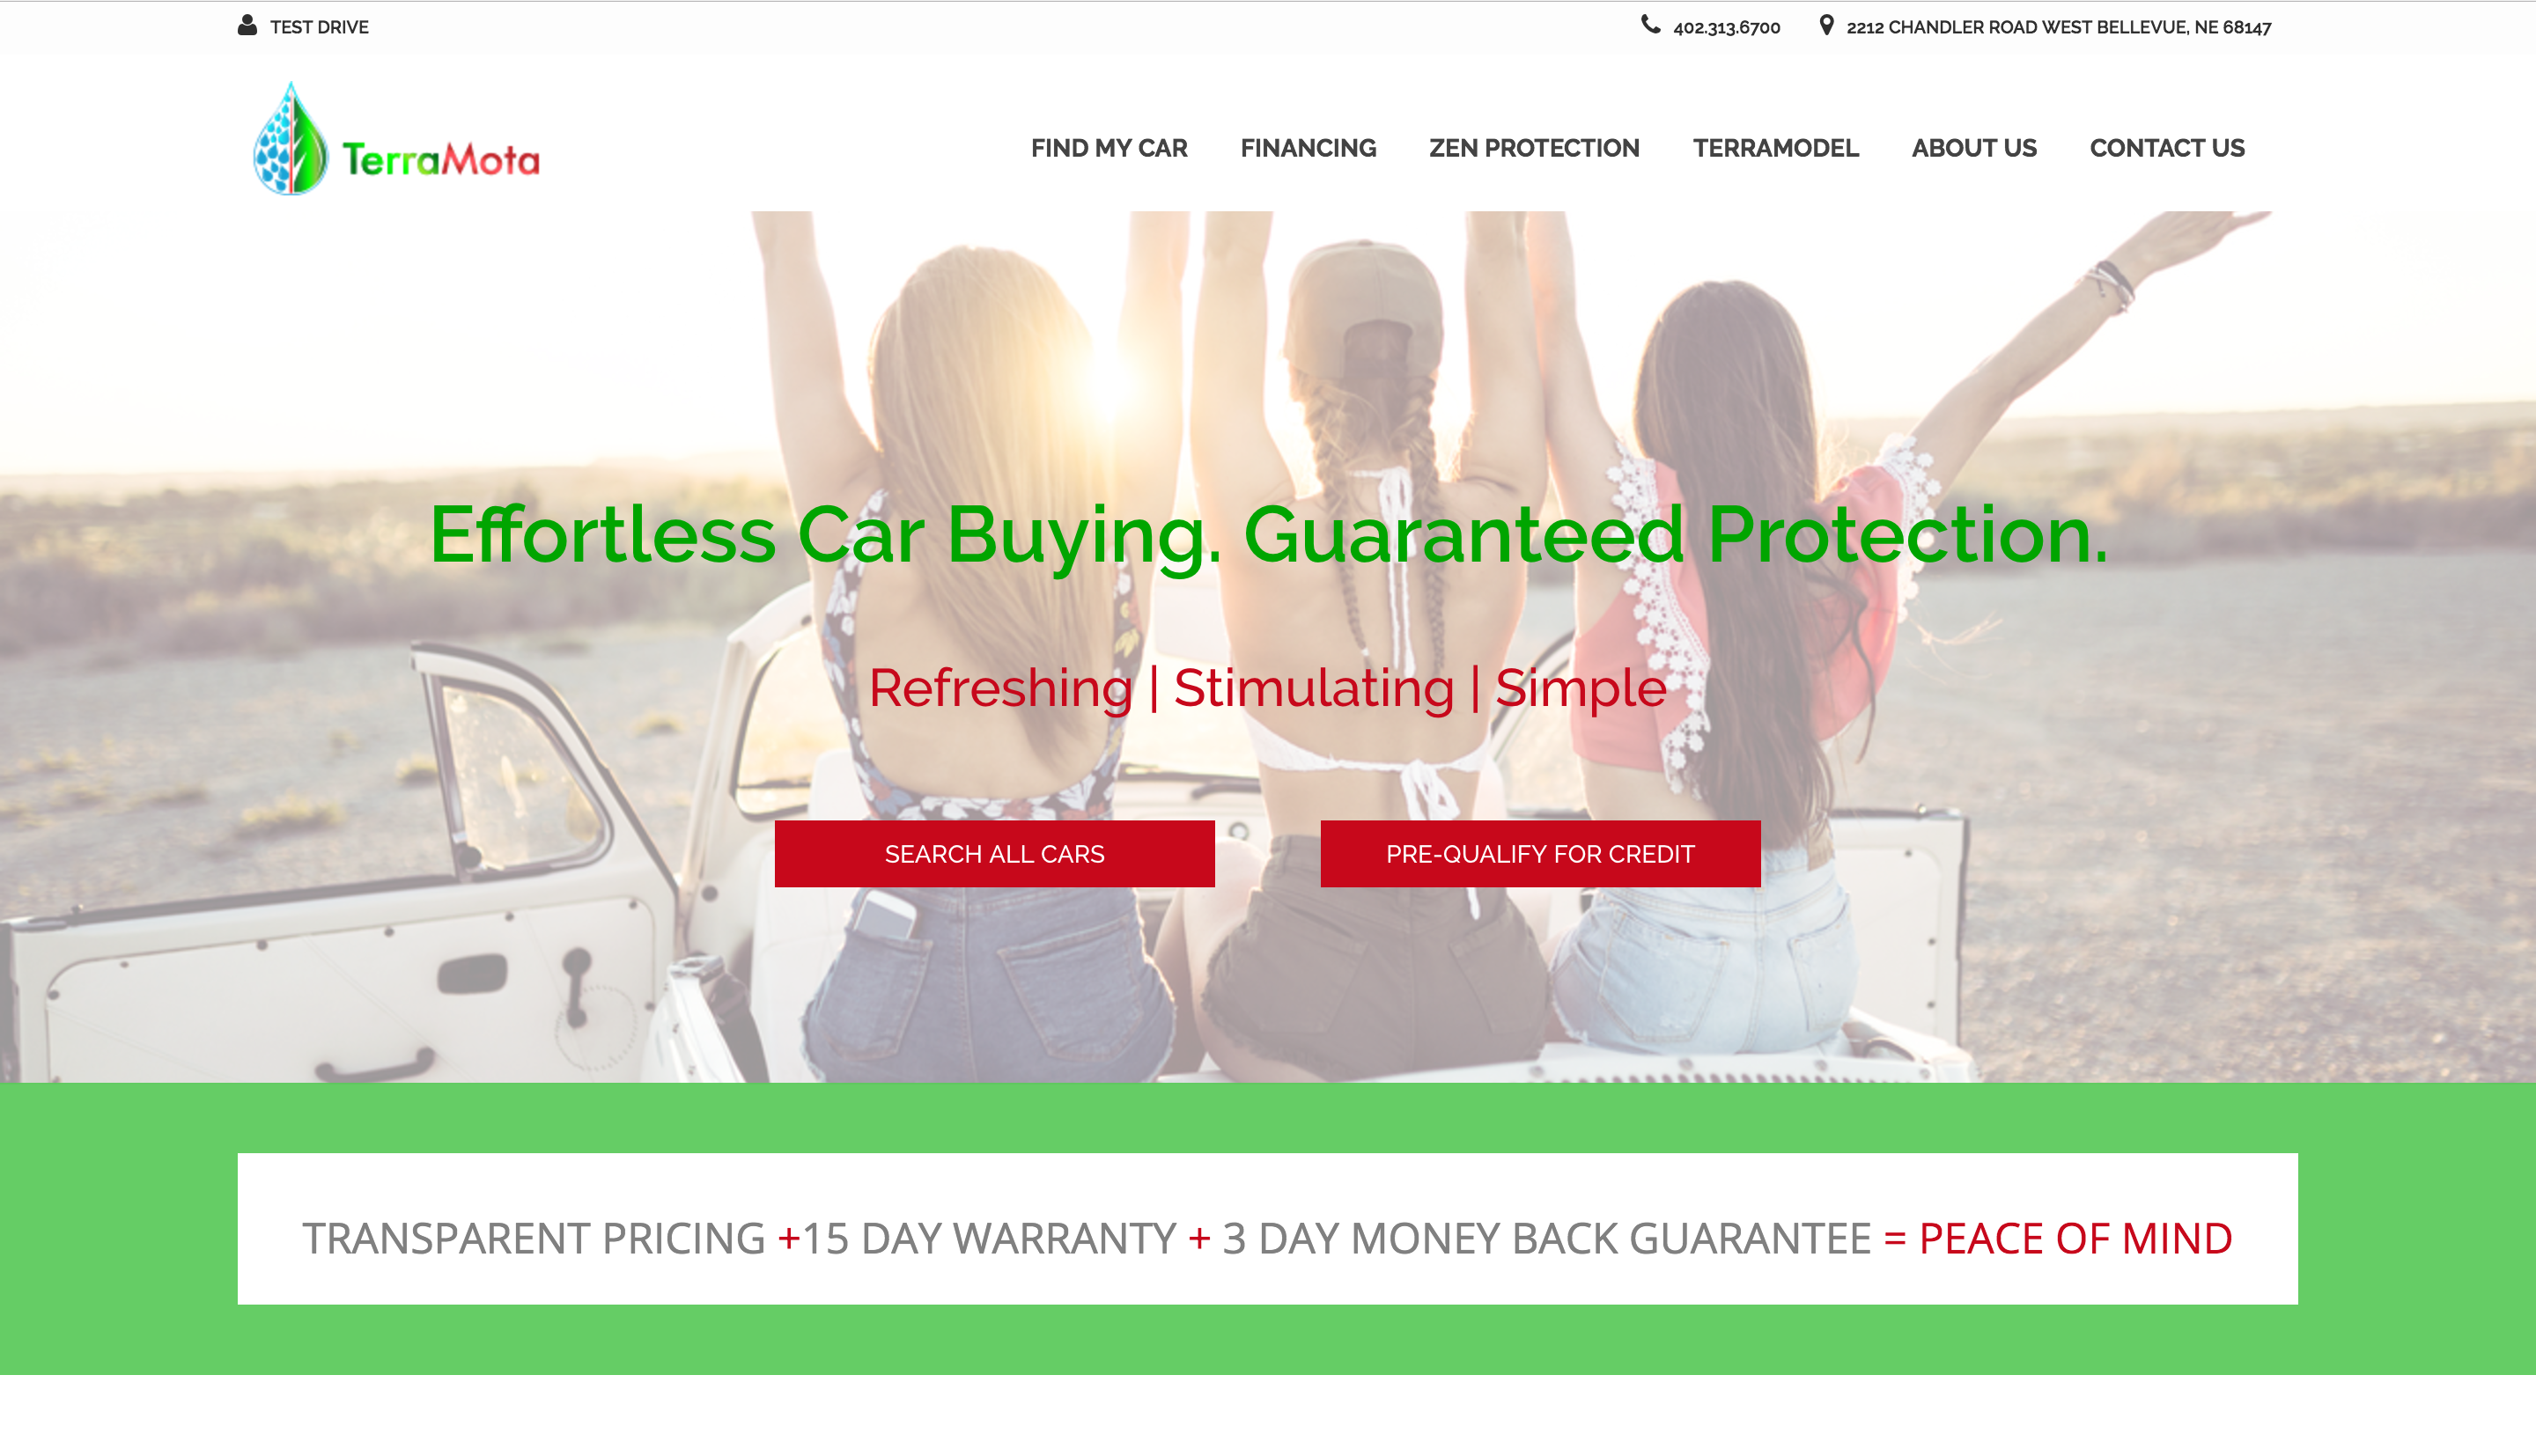 TEST DRIVE
402.313.6700
2212 CHANDLER ROAD WEST BELLEVUE, NE 68147
TerraMota
FIND MY CAR
FINANCING
ZEN PROTECTION
TERRAMODEL
ABOUT US
CONTACT US
Effortless Car Buying. Guaranteed Protection.
Refreshing | Stimulating | Simple
SEARCH ALL CARS
PRE-QUALIFY FOR CREDIT
TRANSPARENT PRICING +15 DAY WARRANTY + 3 DAY MONEY BACK GUARANTEE = PEACE OF MIND